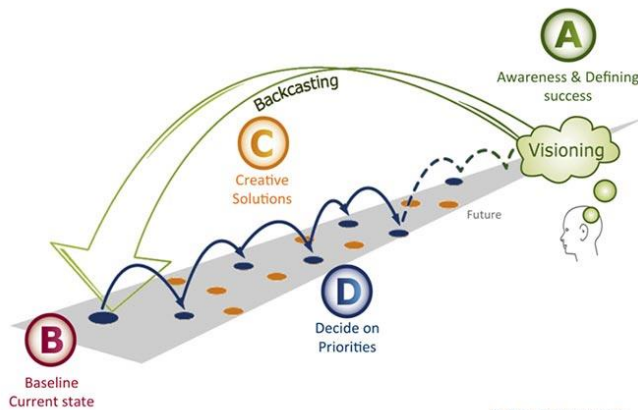 A
Awareness & Defining
success
Backcasting
Visioning
C
Creative
Solutions
Future
D
Decide on
Priorities
B
Baseline
Current state